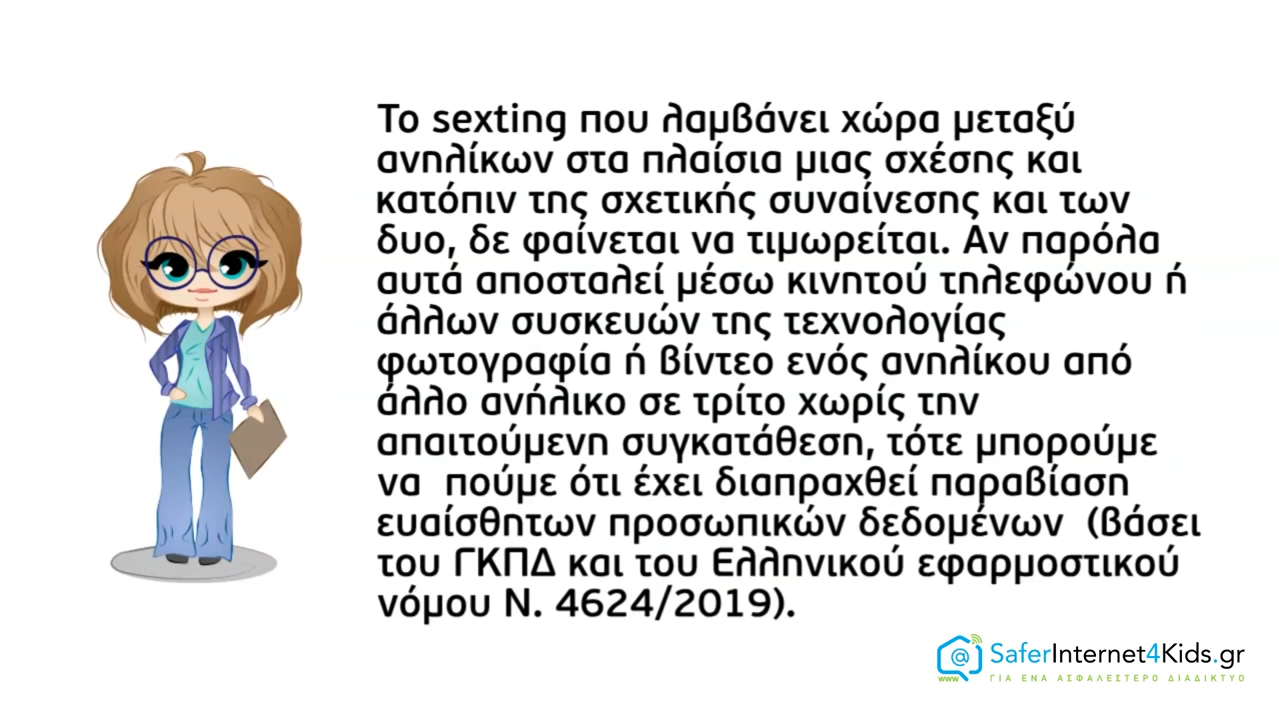 Το sexting που λαμβάνει χώρα μεταξύ
ανηλίκων στα πλαίσια μιας σχέσης και
κατόπιν της σχετικής συναίνεσης και των
δυο, δε φαίνεται να τιμωρείται. Αν παρόλα
αυτά αποσταλεί μέσω κινητού τηλεφώνου ή
άλλων συσκευών της τεχνολογίας
φωτογραφία ή βίντεο ενός ανηλίκου από
άλλο ανήλικο σε τρίτο χωρίς την
απαιτούμενη συγκατάθεση, τότε μπορούμε
να  πούμε ότι έχει διαπραχθεί παραβίαση
ευαίσθητων προσωπικών δεδομένων  (βάσει
του ΓΚΠΔ και του Ελληνικού εφαρμοστικού
νόμου Ν. 4624/2019).
@ SaferInternet4Kids.gr
www ΓΙΑ ΕΝΑ ΑΣΦΑΛΕΣΤΕΡΟ ΔΙΑΔΙΚΤΥΟ